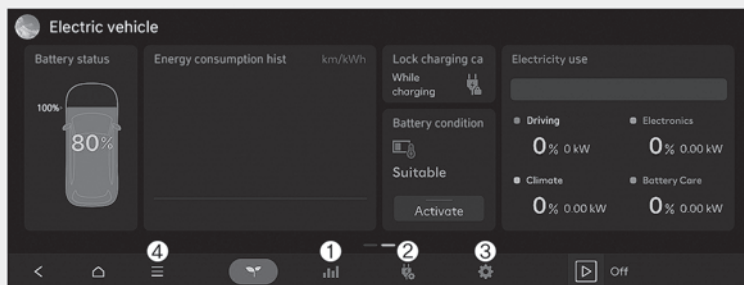 Electric vehicle
Battery status
100%
80%
Energy consumption hist km/kWh
Lock charging ca
While
charging
Battery condition
Suitable
Activate
Electricity use
Driving
0% 0 kW
Electronics
0% 0.00 kW
Climate
0% 0.00 kW
Battery Care
0% 0.00 kW
4
1
2
3
Off